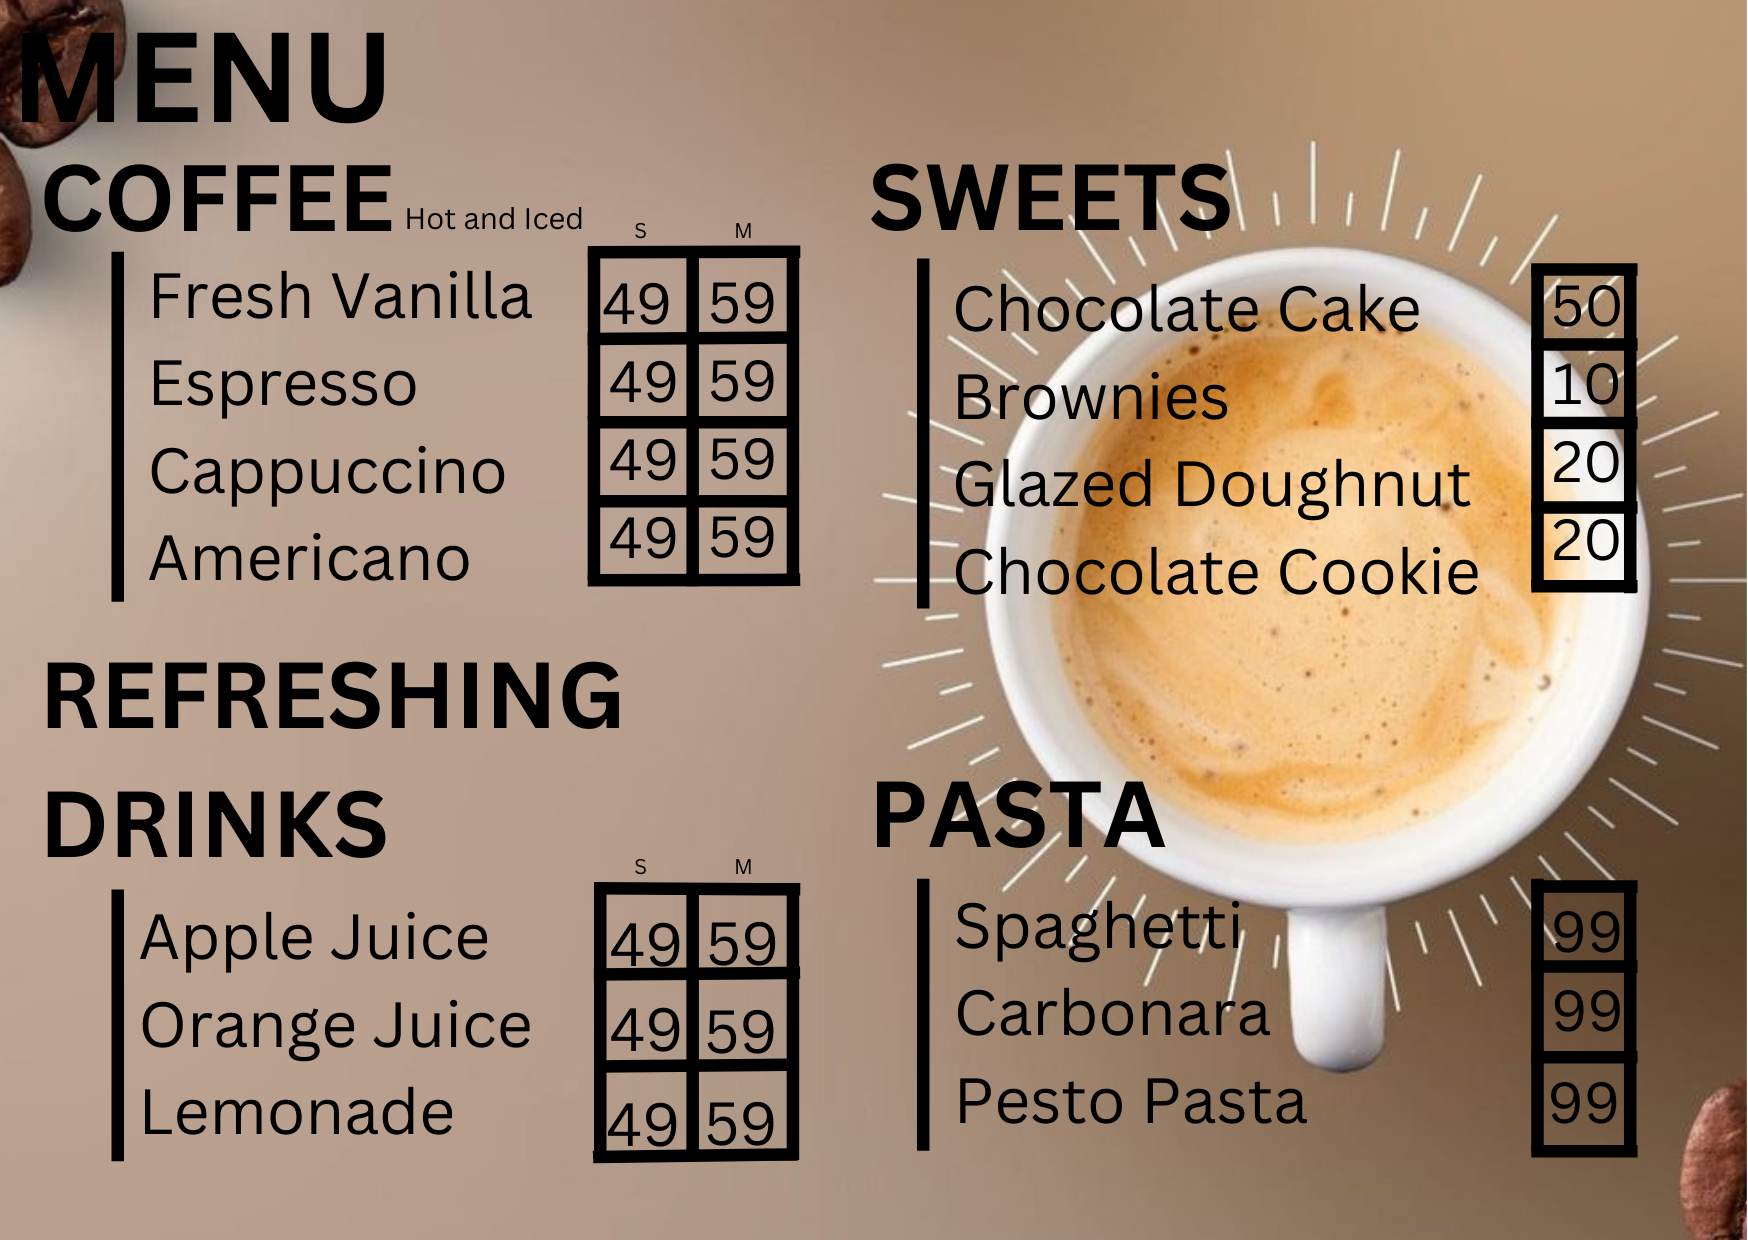 MENU
COFFEE Hot and Iced S M
Fresh Vanilla 49 59
Espresso 49 59
Cappuccino 49 59
Americano 49 59
REFRESHING
DRINKS
S M
Apple Juice 49 59
Orange Juice 49 59
Lemonade 49 59
SWEETS
Chocolate Cake 50
Brownies 10
Glazed Doughnut 20
Chocolate Cookie 20
PASTA
Spaghetti 99
Carbonara 99
Pesto Pasta 99